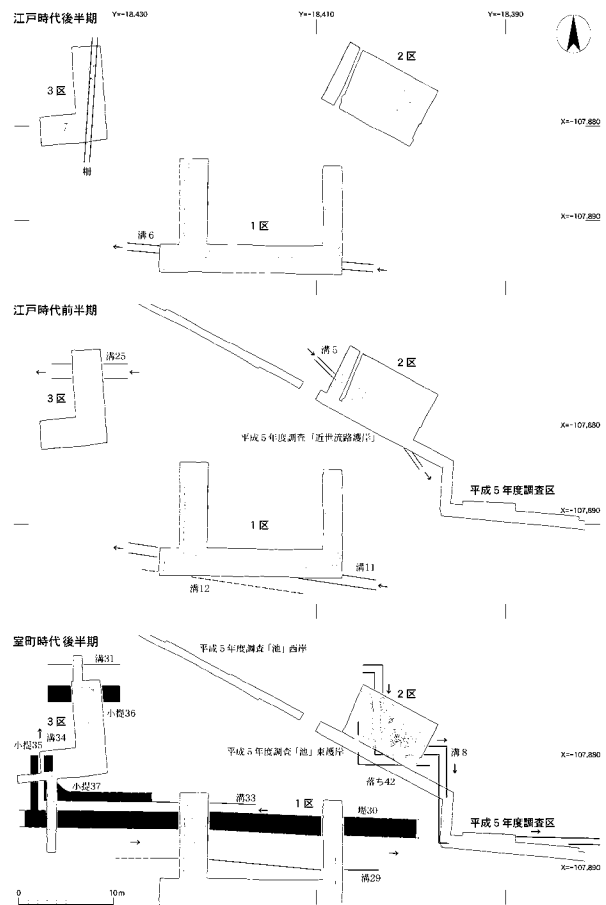 江戸時代後半期
Y=-18,430
Y=-18,410
Y=-18,390
2区
3区
X=-107,880
柵
X=-107,890
1区
溝6
江戸時代前半期
溝25
溝5
2区
3区
X=-107,880
平成5年度調査「近世流路護岸」
平成5年度調査区
X=-107,890
1区
溝11
溝12
室町時代後半期
平成5年度調査「池」西岸
溝31
2区
小堤36
3区
溝34
小堤35
平成5年度調査「池」東護岸
溝8
X=-107,880
落ち42
小堤37
溝33
1区
堤30
平成5年度調査区
X=-107,890
溝29
0
10m